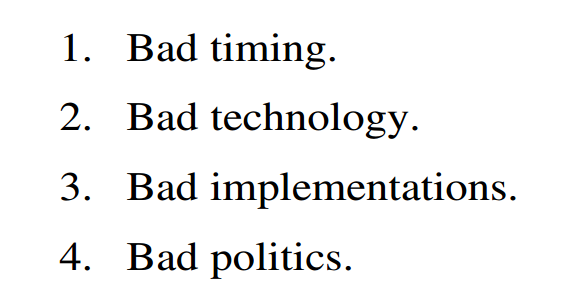 1. Bad timing.
2. Bad technology.
3. Bad implementations.
4. Bad politics.